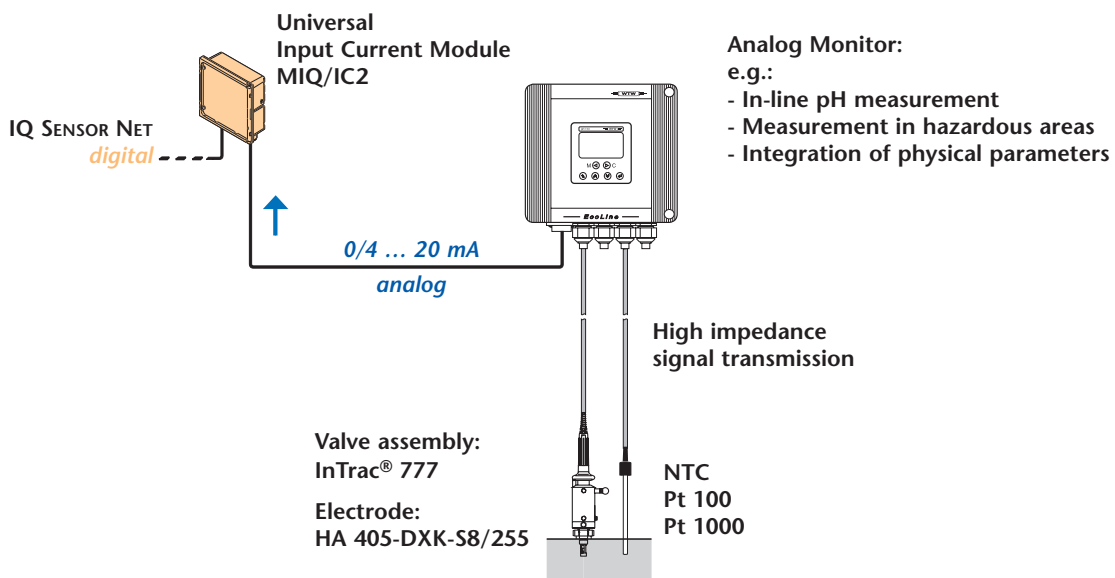 Universal
Input Current Module
MIQ/IC2
IQ SENSOR NET
digital
Analog Monitor:
e.g.:
- In-line pH measurement
- Measurement in hazardous areas
- Integration of physical parameters
WTW
M
C
EcoLine
0/4 ... 20 mA
analog
High impedance
signal transmission
Valve assembly:
InTrac® 777
Electrode:
HA 405-DXK-S8/255
NTC
Pt 100
Pt 1000